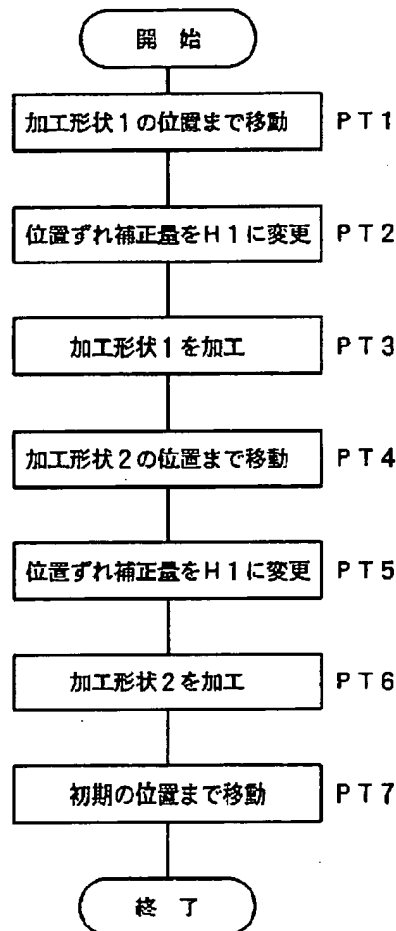 開 始
加工形状1の位置まで移動 PT1
位置ずれ補正量をH1に変更 PT2
加工形状1を加工 PT3
加工形状2の位置まで移動 PT4
位置ずれ補正量をH1に変更 PT5
加工形状2を加工 PT6
初期の位置まで移動 PT7
終 了